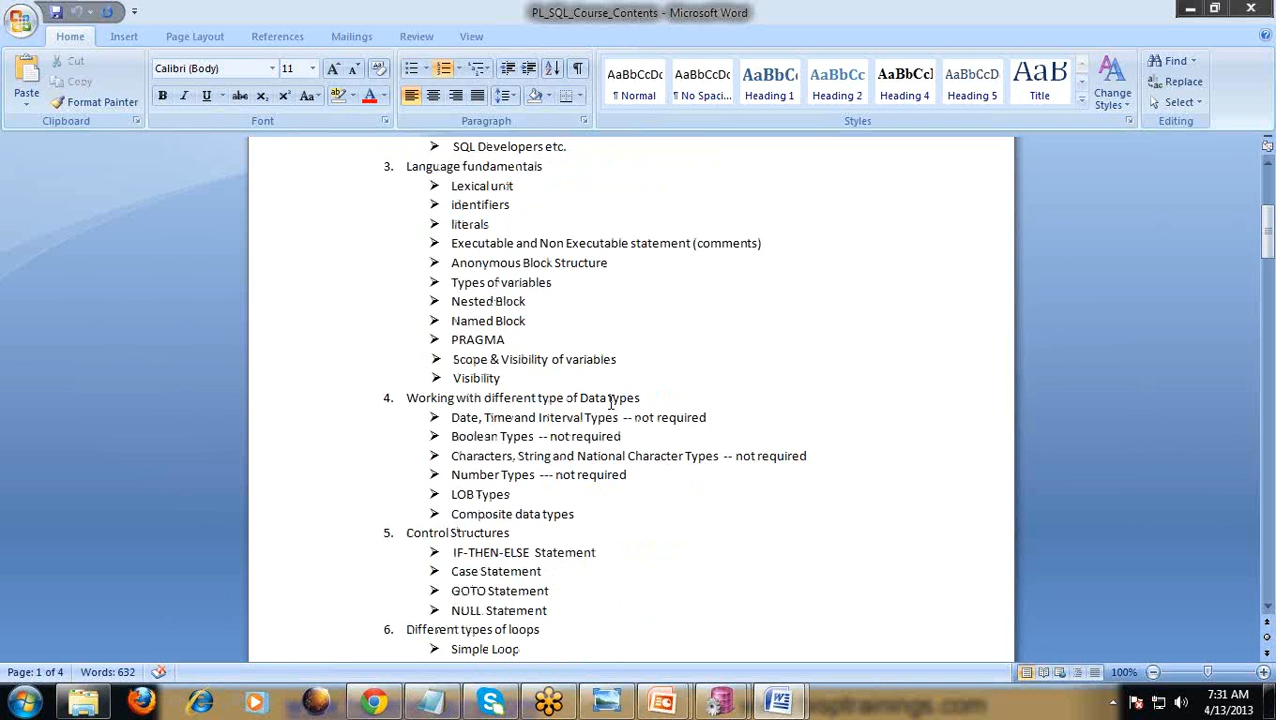 PL_SQL_Course_Contents - Microsoft Word
Home Insert Page Layout References Mailings Review View
Paste
Cut
Copy
Format Painter
Clipboard
Calibri (Body) 11
Font
Paragraph
AaBbCcDc AaBbCcDc AaBbC AaBbCc AaBbCcI AaBbCcD AaB
¶ Normal ¶ No Spaci... Heading 1 Heading 2 Heading 4 Heading 5 Title
Change Styles
Styles
Find
Replace
Select
Editing
SQL Developers etc.
3. Language fundamentals
Lexical unit
identifiers
literals
Executable and Non Executable statement (comments)
Anonymous Block Structure
Types of variables
Nested Block
Named Block
PRAGMA
Scope & Visibility of variables
Visibility
4. Working with different type of Data types
Date, Time and Interval Types -- not required
Boolean Types -- not required
Characters, String and National Character Types -- not required
Number Types --- not required
LOB Types
Composite data types
5. Control Structures
IF-THEN-ELSE Statement
Case Statement
GOTO Statement
NULL Statement
6. Different types of loops
Simple Loop
Page: 1 of 4 Words: 632 100%
7:31 AM
4/13/2013